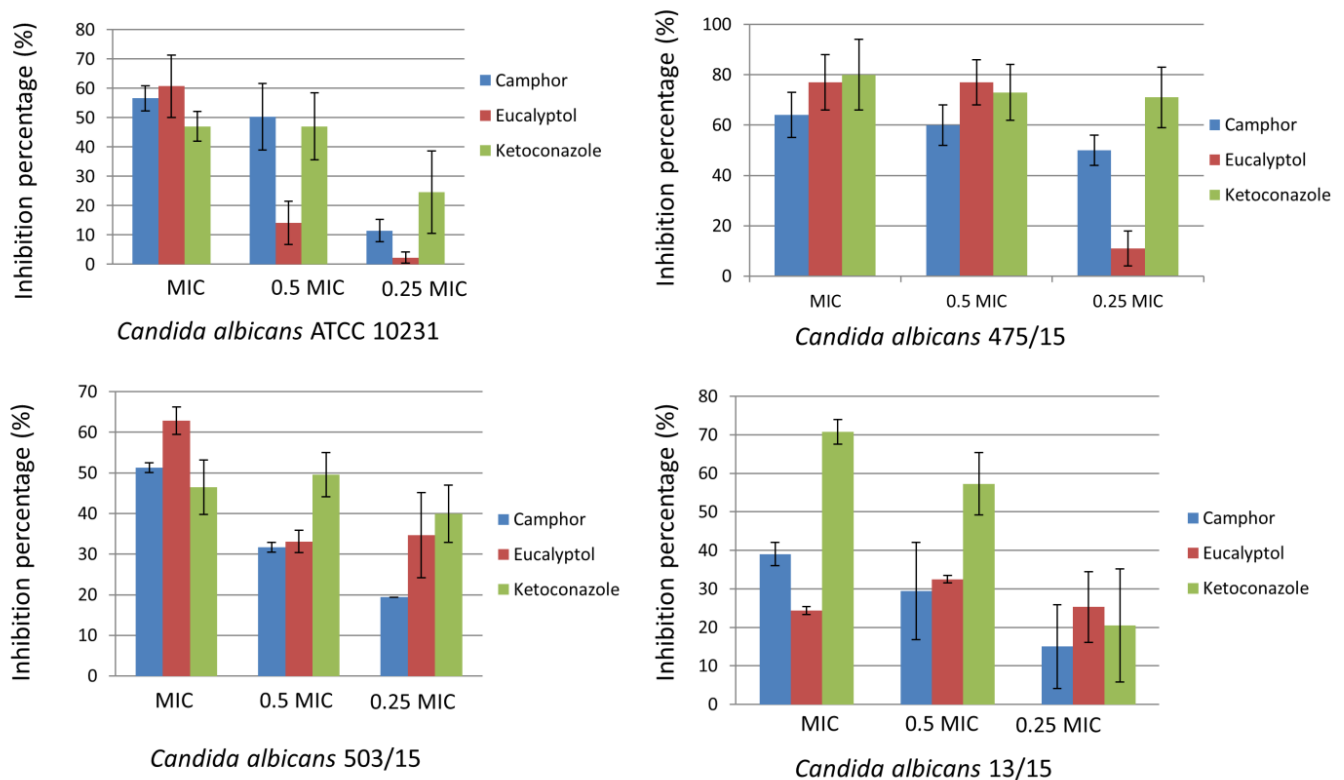 Inhibition percentage (%)
80
70
60
50
40
30
20
10
0
MIC
0.5 MIC
0.25 MIC
Camphor
Eucalyptol
Ketoconazole
Candida albicans ATCC 10231
Inhibition percentage (%)
100
80
60
40
20
0
MIC
0.5 MIC
0.25 MIC
Camphor
Eucalyptol
Ketoconazole
Candida albicans 475/15
Inhibition percentage (%)
70
60
50
40
30
20
10
0
MIC
0.5 MIC
0.25 MIC
Camphor
Eucalyptol
Ketoconazole
Candida albicans 503/15
Inhibition percentage (%)
80
70
60
50
40
30
20
10
0
MIC
0.5 MIC
0.25 MIC
Camphor
Eucalyptol
Ketoconazole
Candida albicans 13/15